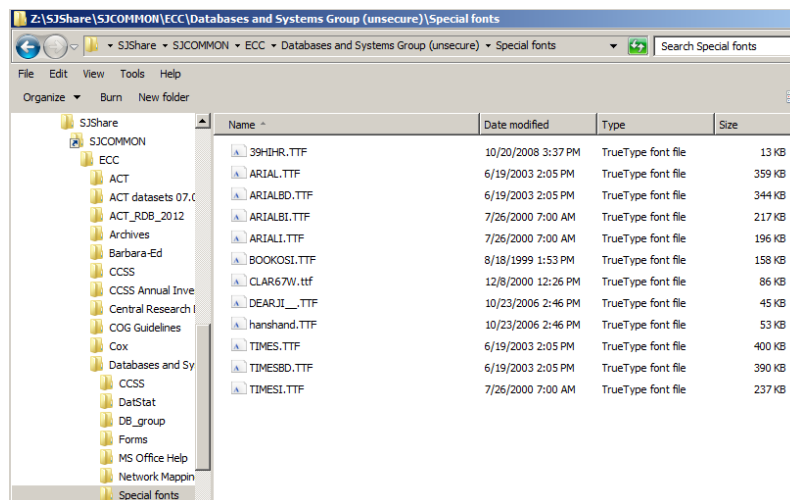 Z:\SJShare\SJCOMMON\ECC\Databases and Systems Group (unsecure)\Special fonts
SJShare SJCOMMON ECC Databases and Systems Group (unsecure) Special fonts Search Special fonts
File Edit View Tools Help
Organize Burn New folder
SJShare
SJCOMMON
ECC
ACT
ACT datasets 07.0
ACT_RDB_2012
Archives
Barbara-Ed
CCSS
CCSS Annual Inve
Central Research
COG Guidelines
Cox
Databases and Sy
CCSS
DatStat
DB_group
Forms
MS Office Help
Network Mappin
Special fonts
Name Date modified Type Size
39HIHR.TTF 10/20/2008 3:37 PM TrueType font file 13 KB
ARIAL.TTF 6/19/2003 2:05 PM TrueType font file 359 KB
ARIALBD.TTF 6/19/2003 2:05 PM TrueType font file 344 KB
ARIALBI.TTF 7/26/2000 7:00 AM TrueType font file 217 KB
ARIALI.TTF 7/26/2000 7:00 AM TrueType font file 196 KB
BOOKOSI.TTF 8/18/1999 1:53 PM TrueType font file 158 KB
CLAR67W.ttf 12/8/2000 12:26 PM TrueType font file 86 KB
DEARJI__.TTF 10/23/2006 2:46 PM TrueType font file 45 KB
hanshand.TTF 10/23/2006 2:46 PM TrueType font file 53 KB
TIMES.TTF 6/19/2003 2:05 PM TrueType font file 400 KB
TIMESBD.TTF 6/19/2003 2:05 PM TrueType font file 390 KB
TIMESI.TTF 7/26/2000 7:00 AM TrueType font file 237 KB